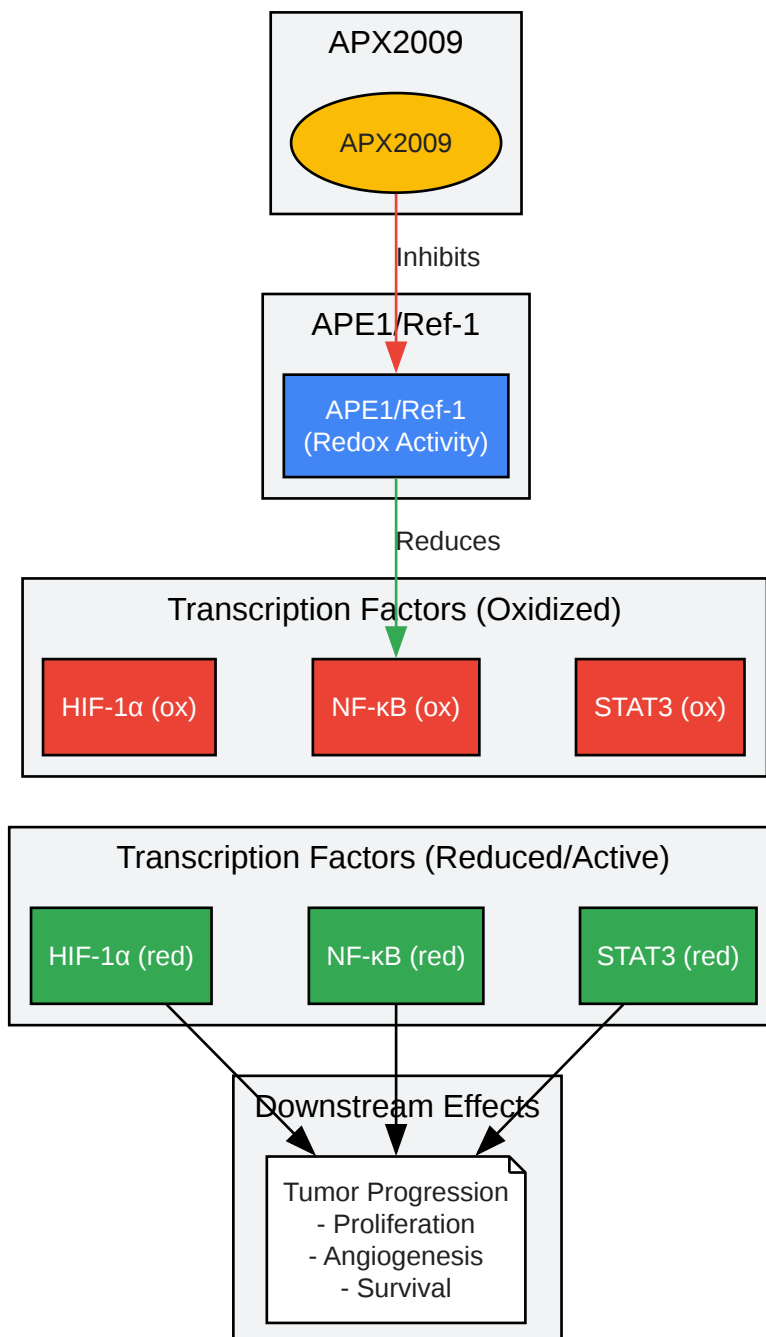 APX2009
APX2009
Inhibits
APE1/Ref-1
APE1/Ref-1
(Redox Activity)
Reduces
Transcription Factors (Oxidized)
HIF-1α (ox)
NF-κB (ox)
STAT3 (ox)
Transcription Factors (Reduced/Active)
HIF-1α (red)
NF-κB (red)
STAT3 (red)
Downstream Effects
Tumor Progression
- Proliferation
- Angiogenesis
- Survival